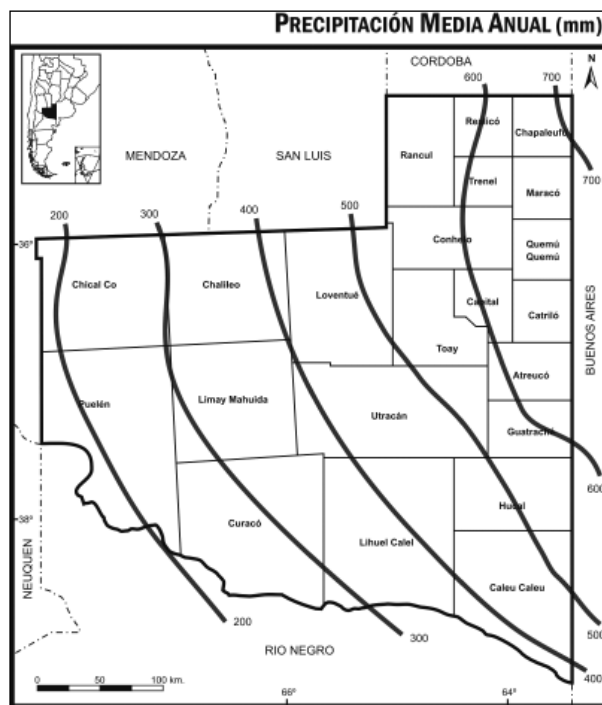 PRECIPITACIÓN MEDIA ANUAL (mm)
CORDOBA
600
700
N
Realicó
Chapaleufú
MENDOZA
SAN LUIS
Rancul
Trenel
700
Maracó
200
300
400
500
36°
Conhelo
Quemú
Quemú
Chical Co
Chalileo
Loventué
Capital
Catriló
BUENOS AIRES
Toay
Atreucó
Puelén
Limay Mahuida
Utracán
Guatraché
600
38°
Hucal
Curacó
Lihuel Calel
NEUQUEN
Caleu Caleu
200
300
500
RIO NEGRO
400
0
50
100 km.
66°
64°